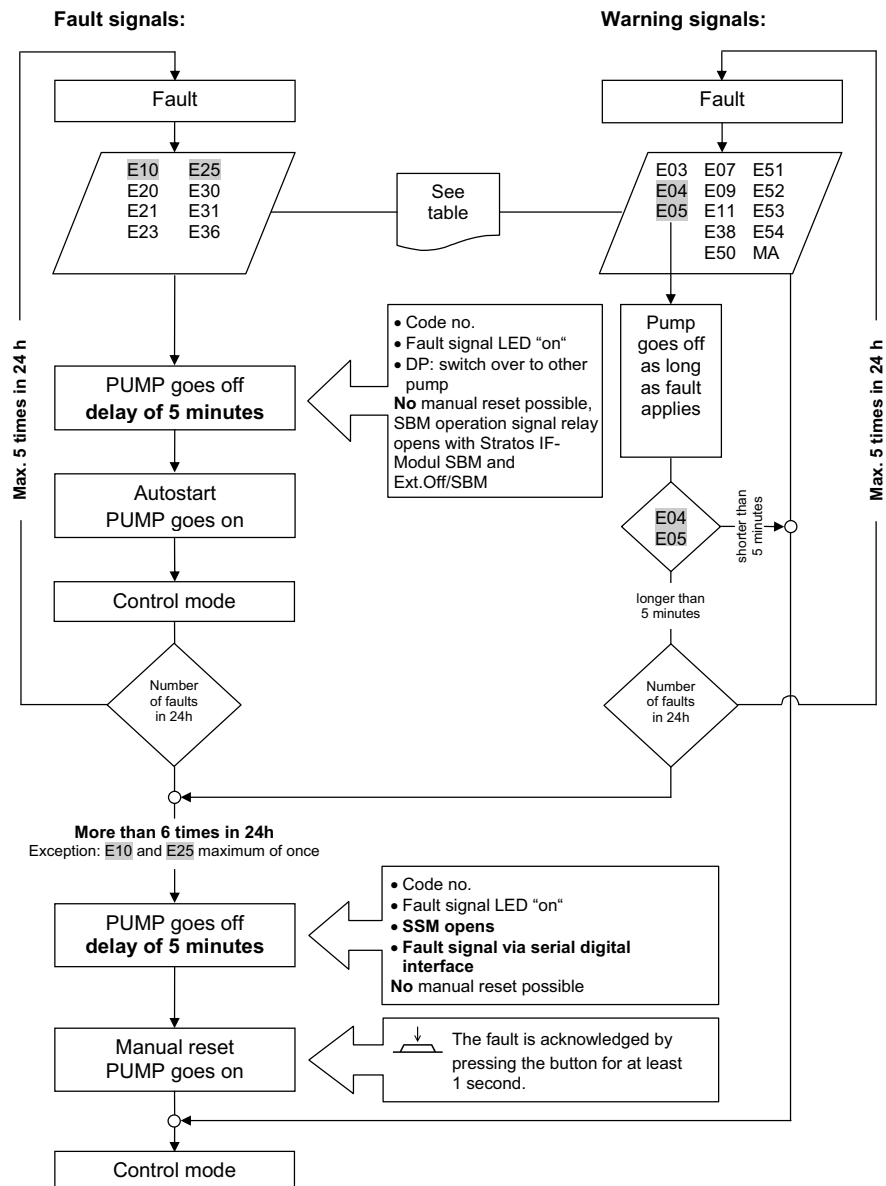 Fault signals:
Warning signals:
Fault
Fault
E10 E25
E20 E30
E21 E31
E23 E36
See
table
E03 E07 E51
E04 E09 E52
E05 E11 E53
E38 E54
E50 MA
Max. 5 times in 24 h
PUMP goes off
delay of 5 minutes
• Code no.
• Fault signal LED “on“
• DP: switch over to other
pump
No manual reset possible,
SBM operation signal relay
opens with Stratos IF-
Modul SBM and
Ext.Off/SBM
Pump
goes off
as long
as fault
applies
Max. 5 times in 24 h
Autostart
PUMP goes on
E04
E05
shorter than
5 minutes
Control mode
longer than
5 minutes
Number
of faults
in 24h
Number
of faults
in 24h
More than 6 times in 24h
Exception: E10 and E25 maximum of once
PUMP goes off
delay of 5 minutes
• Code no.
• Fault signal LED “on“
• SSM opens
• Fault signal via serial digital
interface
No manual reset possible
Manual reset
PUMP goes on
The fault is acknowledged by
pressing the button for at least
1 second.
Control mode